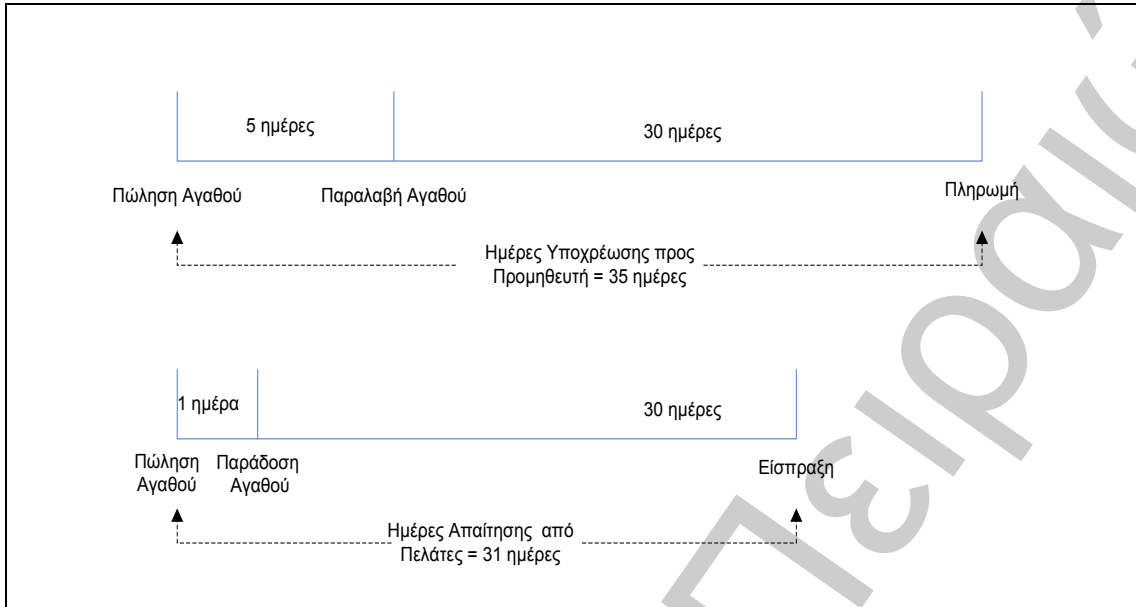 5 ημέρες
30 ημέρες
Πώληση Αγαθού
Παραλαβή Αγαθού
Πληρωμή
Ημέρες Υποχρέωσης προς
Προμηθευτή = 35 ημέρες
1 ημέρα
30 ημέρες
Πώληση
Αγαθού
Παράδοση
Αγαθού
Είσπραξη
Ημέρες Απαίτησης από
Πελάτες = 31 ημέρες